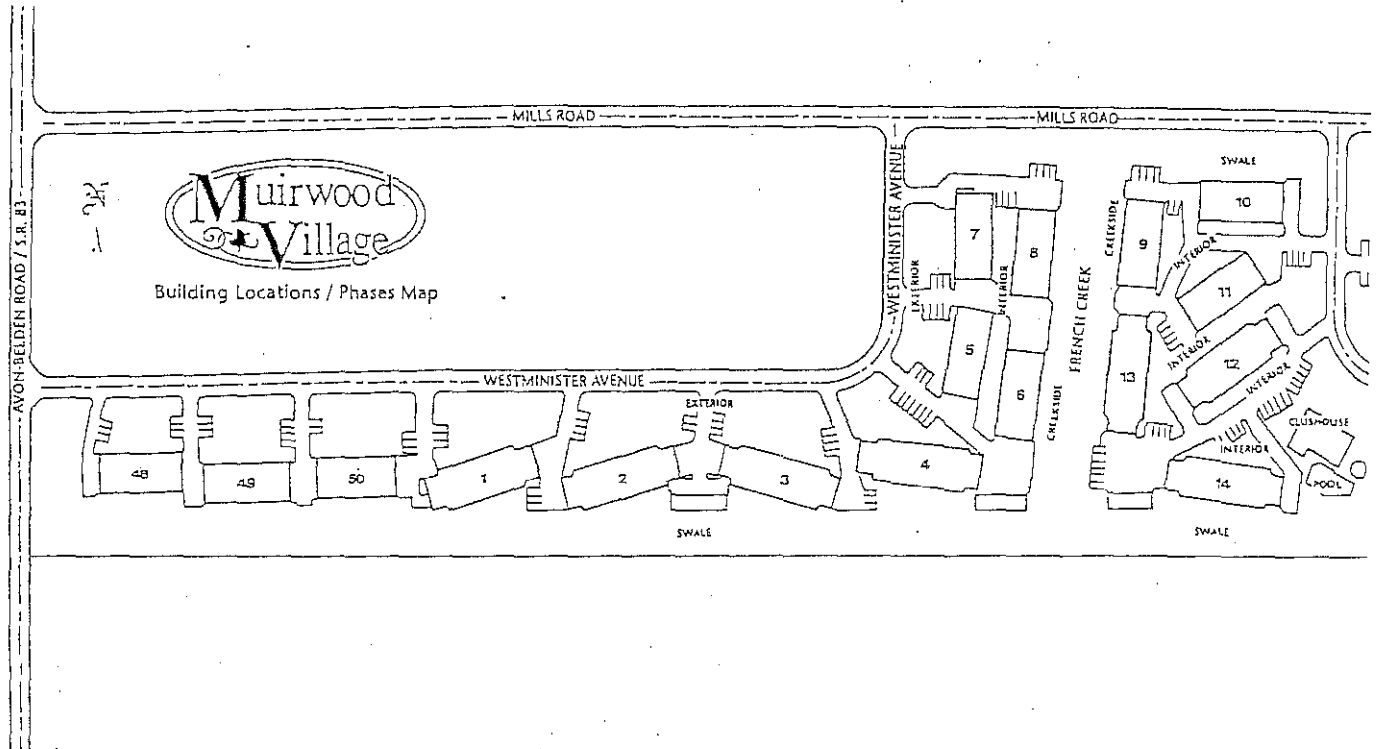 MILLS ROAD
MILLS ROAD
Muirwood
Village
Building Locations / Phases Map
AVON-BELDEN ROAD / S.R. 83
WESTMINISTER AVENUE
WESTMINISTER AVENUE
EXTERIOR
EXTERIOR
INTERIOR
CREEKSIDE
FRENCH CREEK
CREEKSIDE
SWALE
INTERIOR
INTERIOR
INTERIOR
INTERIOR
CLUBHOUSE
POOL
7
8
5
6
9
10
11
13
12
14
48
49
50
1
2
3
4
SWALE
SWALE